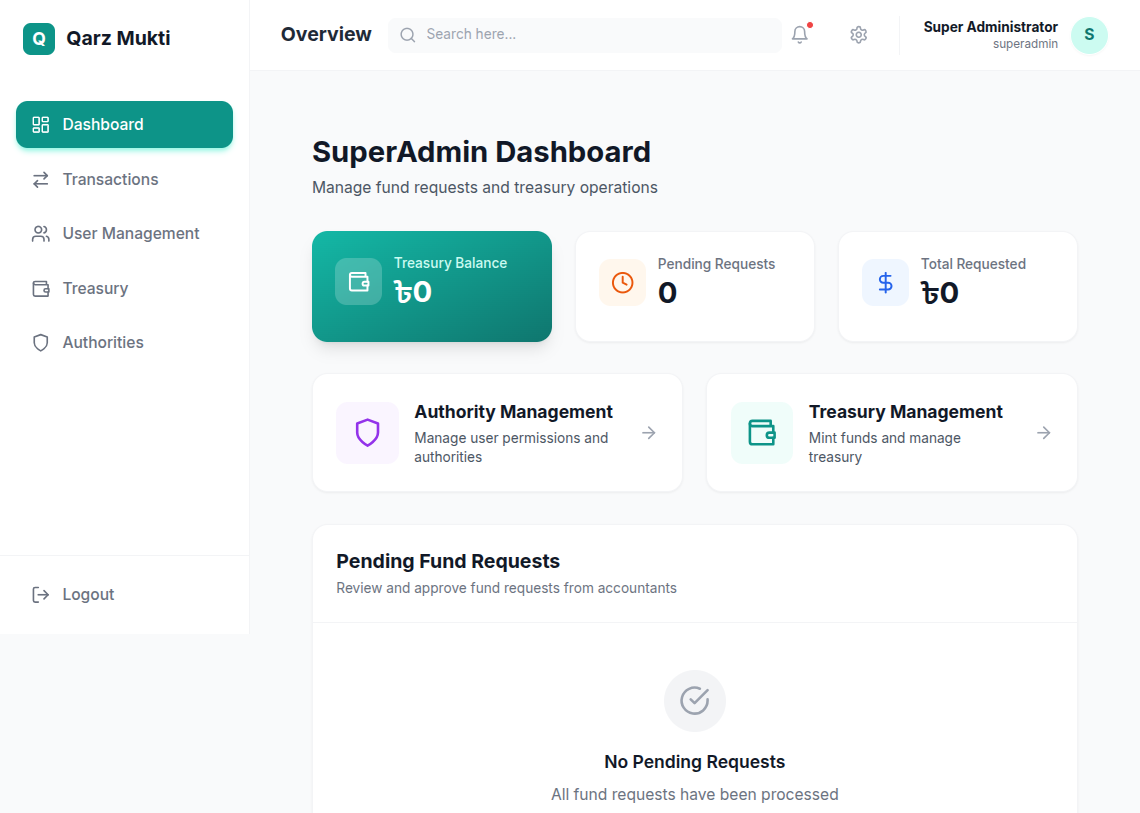 Q Qarz Mukti
Dashboard
Transactions
User Management
Treasury
Authorities
Logout
Overview
Search here...
Super Administrator
superadmin
S
SuperAdmin Dashboard
Manage fund requests and treasury operations
Treasury Balance
৳0
Pending Requests
0
Total Requested
৳0
Authority Management
Manage user permissions and
authorities
Treasury Management
Mint funds and manage
treasury
Pending Fund Requests
Review and approve fund requests from accountants
No Pending Requests
All fund requests have been processed